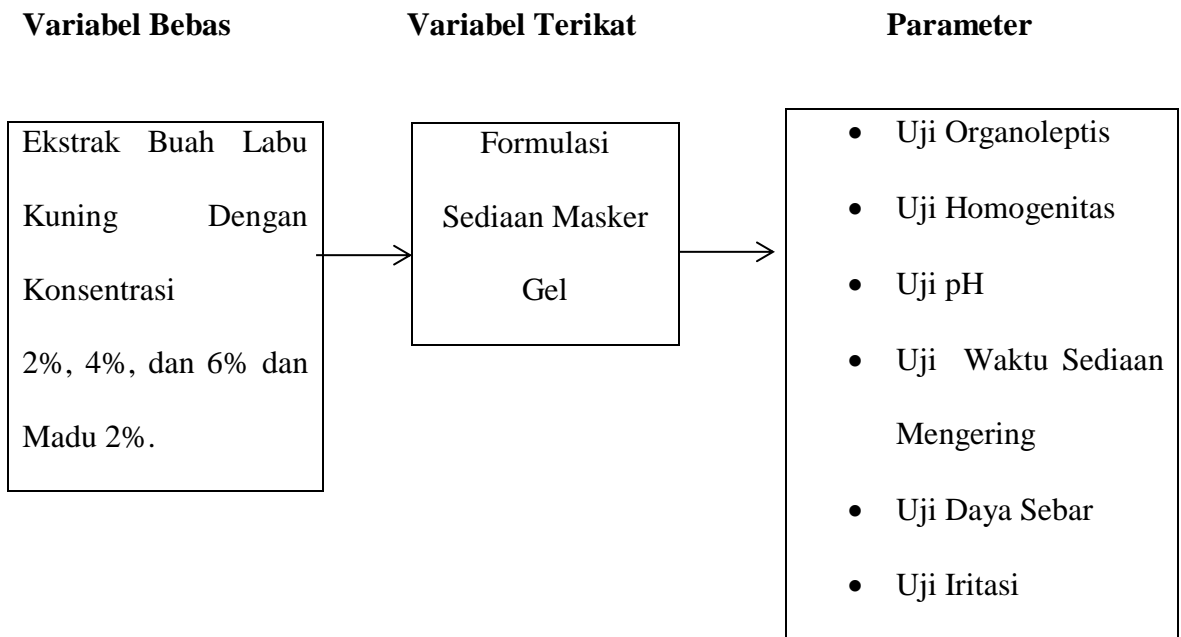 Variabel Bebas
Variabel Terikat
Parameter
Ekstrak Buah Labu
Kuning Dengan
Konsentrasi
2%, 4%, dan 6% dan
Madu 2%.
Formulasi
Sediaan Masker
Gel
• Uji Organoleptis
• Uji Homogenitas
• Uji pH
• Uji Waktu Sediaan
Mengering
• Uji Daya Sebar
• Uji Iritasi